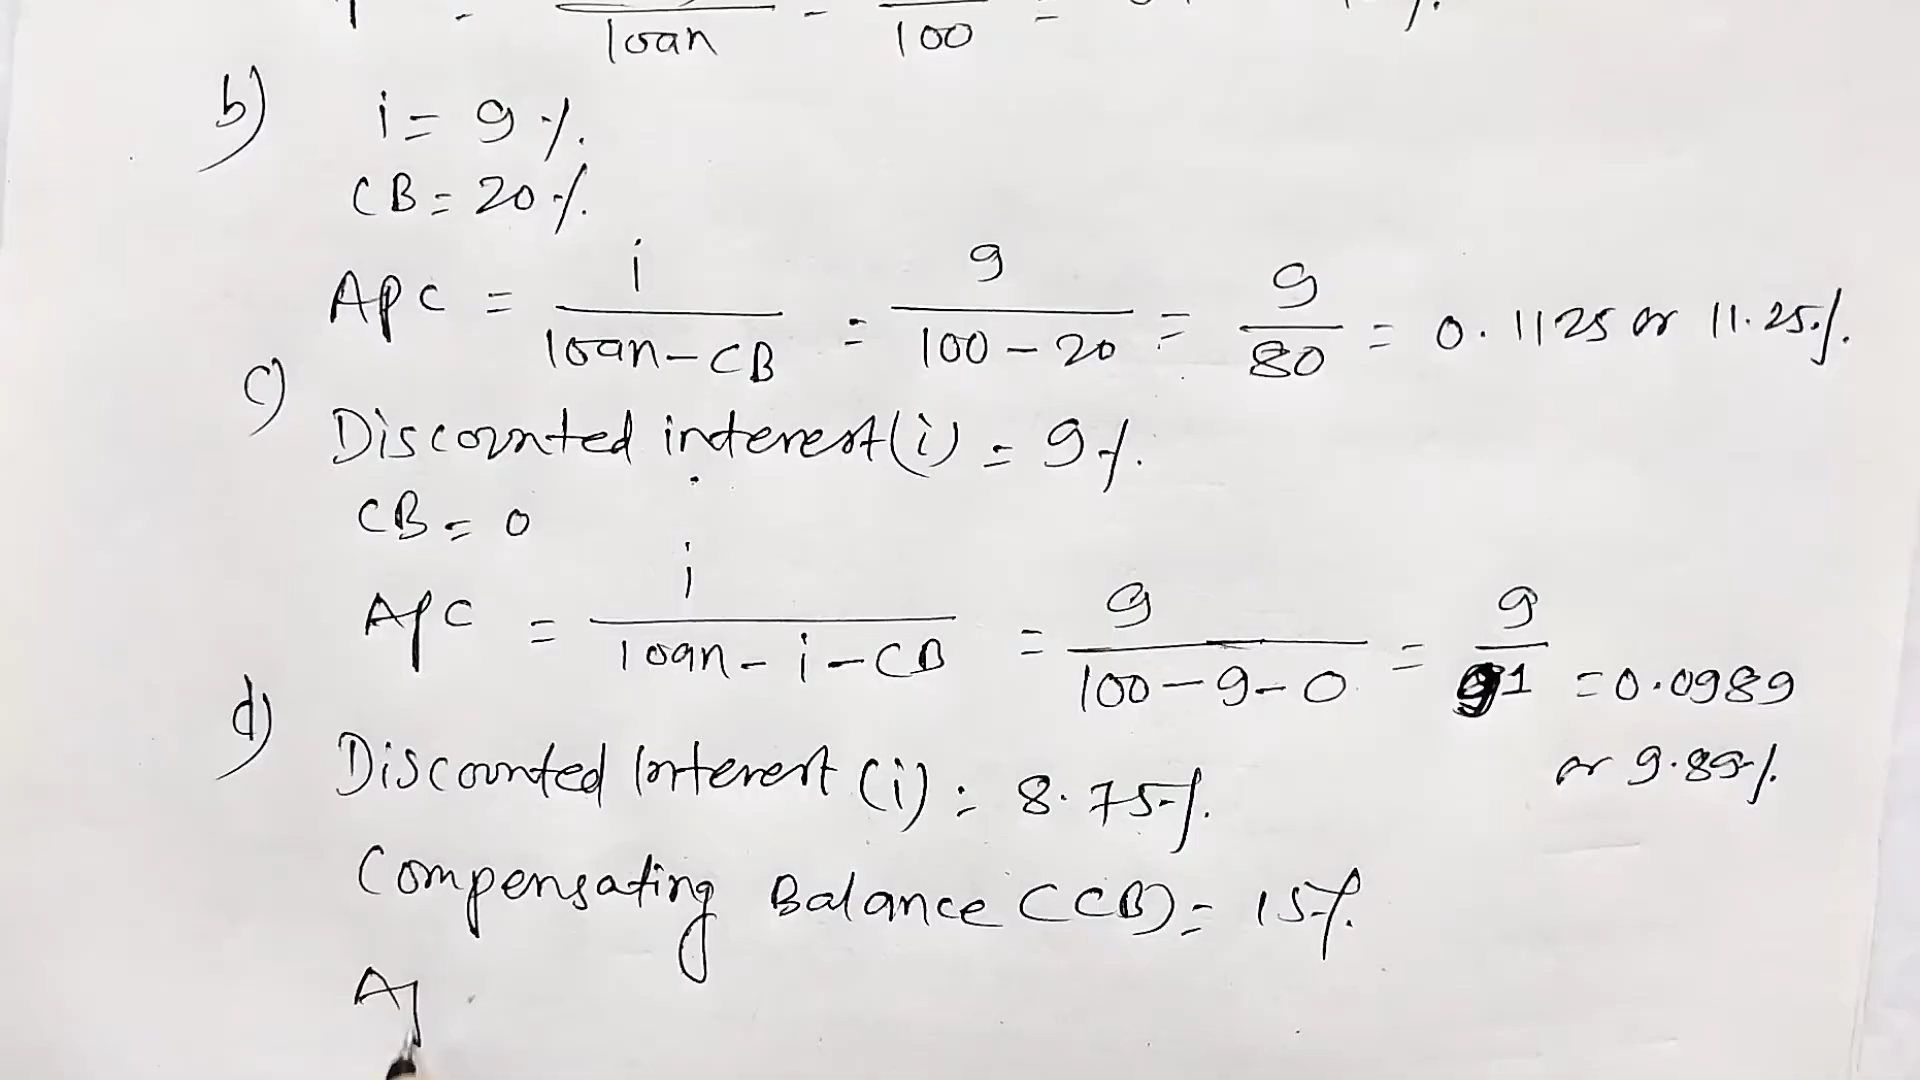 loan 100
b) i = 9%.
CB = 20%.
APC = i / loan - CB = 9 / 100 - 20 = 9 / 80 = 0.1125 or 11.25%.
c)
Discounted interest (i) = 9%.
CB = 0
APC = i / loan - i - CB = 9 / 100 - 9 - 0 = 9 / 91 = 0.0989
or 9.89%.
d)
Discounted Interest (i) = 8.75%.
Compensating Balance (CB) = 15%.
AP